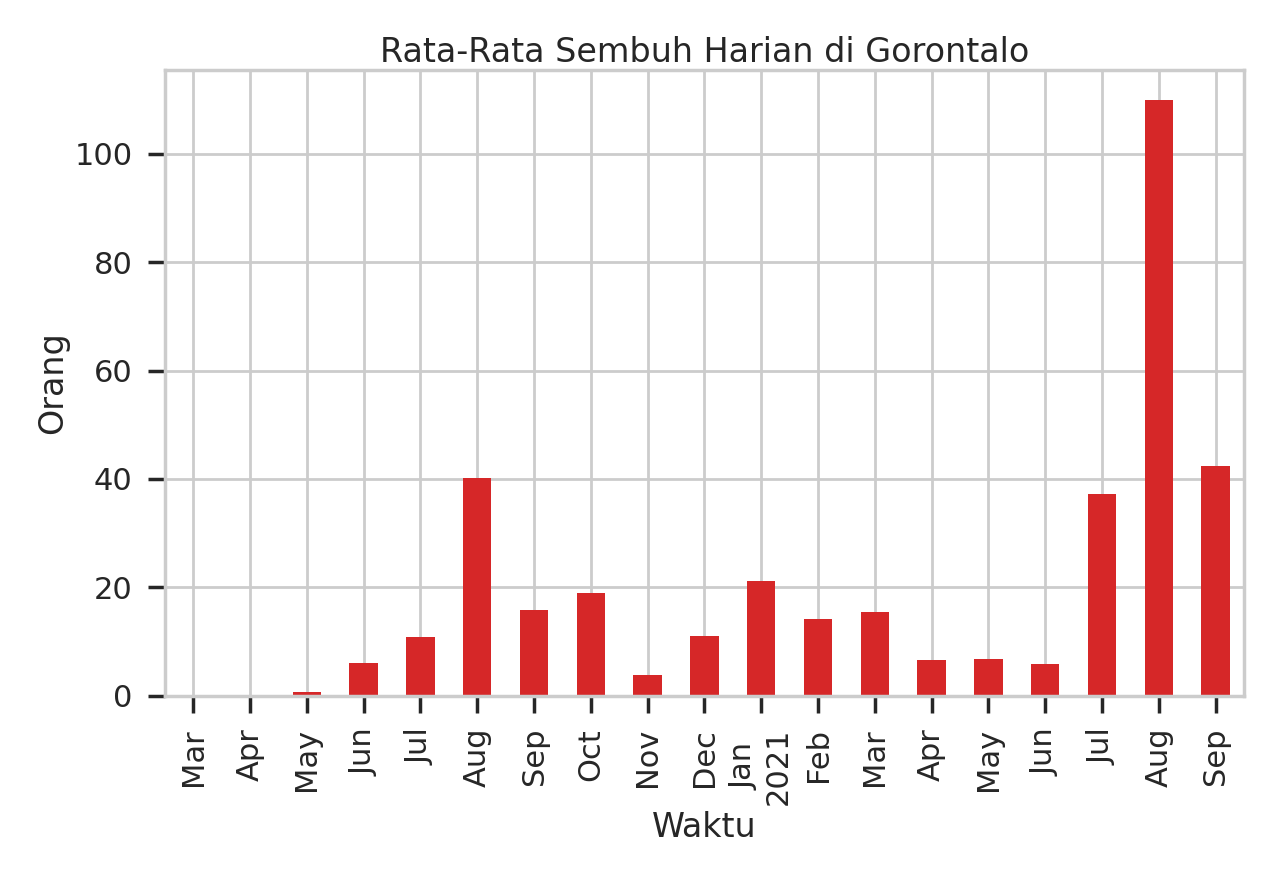 Rata-Rata Sembuh Harian di Gorontalo
100
80
60
40
20
0
Orang
Mar
Apr
May
Jun
Jul
Aug
Sep
Oct
Nov
Dec
Jan
2021
Feb
Mar
Apr
May
Jun
Jul
Aug
Sep
Waktu